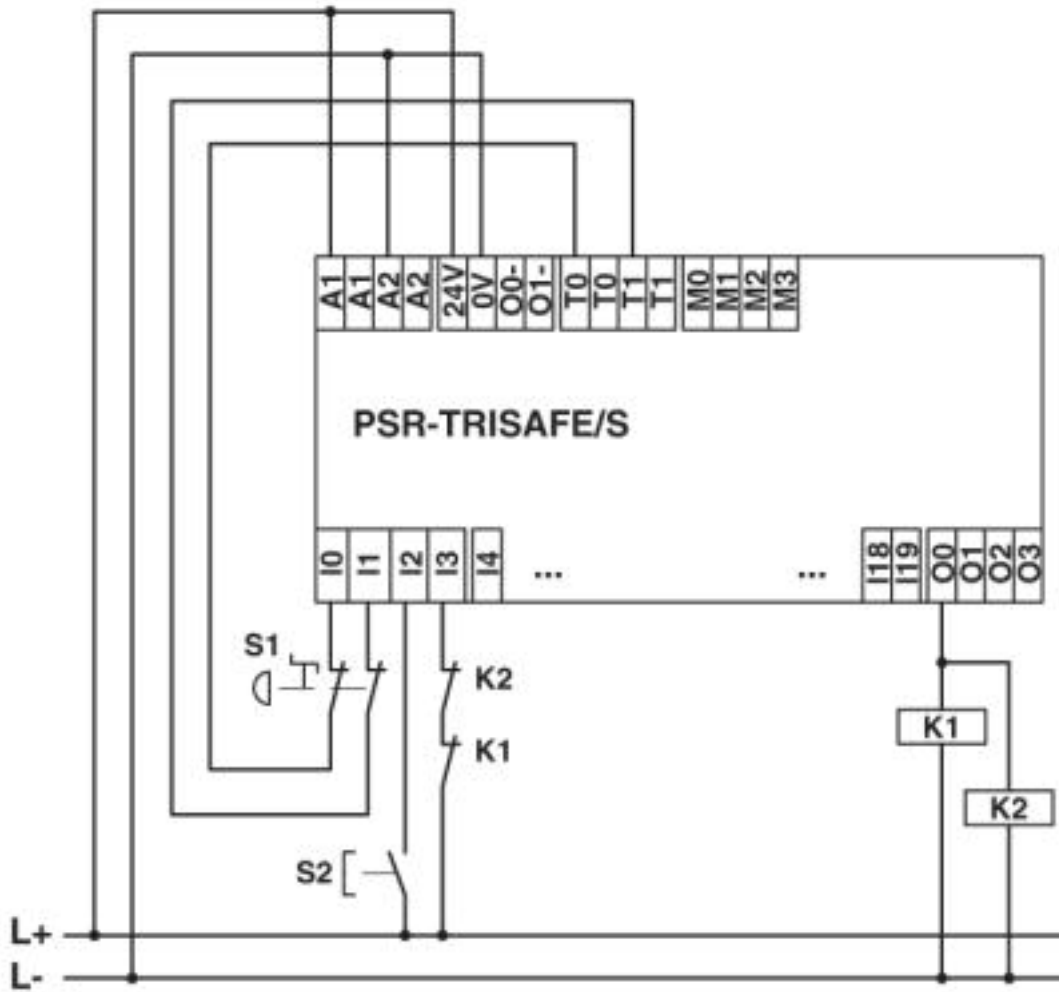 A1 A1 A2 A2 24V 0V O0- O1- T0 T0 T1 T1 M0 M1 M2 M3
PSR-TRISAFE/S
I0 I1 I2 I3 I4 ... ... I18 I19 O0 O1 O2 O3
S1
K2
K1
K1
K2
S2
L+
L-